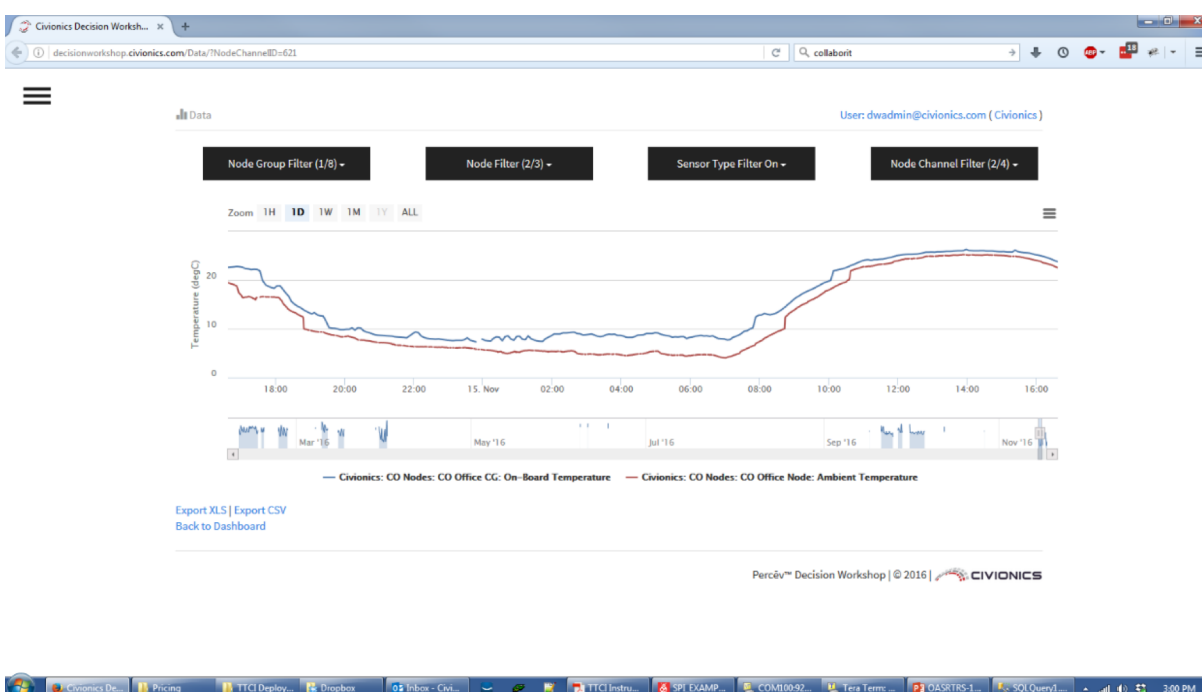 Civionics Decision Worksh... × +
decisionworkshop.civionics.com/Data/?NodeChannelID=621
collaborit
ABP
18
Data
User: dwadmin@civionics.com ( Civionics )
Node Group Filter (1/8)
Node Filter (2/3)
Sensor Type Filter On
Node Channel Filter (2/4)
Zoom 1H 1D 1W 1M 1Y ALL
Temperature (degC)
20
10
0
18:00 20:00 22:00 15. Nov 02:00 04:00 06:00 08:00 10:00 12:00 14:00 16:00
Mar '16 May '16 Jul '16 Sep '16 Nov '16
Civionics: CO Nodes: CO Office CG: On-Board Temperature Civionics: CO Nodes: CO Office Node: Ambient Temperature
Export XLS | Export CSV
Back to Dashboard
Percēv™ Decision Workshop | © 2016 | CIVIONICS
Civionics De... Pricing TTCI Deploy... Dropbox Inbox - Civi... TTCI Instru... SPI_EXAMP... COM100:92... Tera Term: ... OASRTRS-1... SQLQuery1.... 3:00 PM